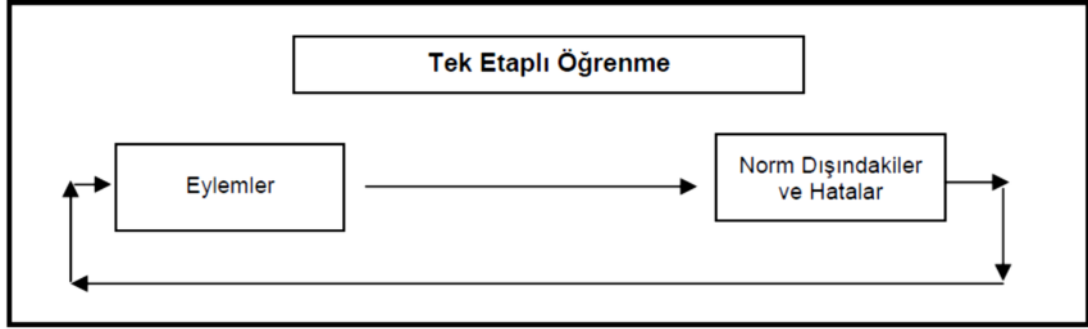 Tek Etaplı Öğrenme
Eylemler
Norm Dışındakiler
ve Hatalar